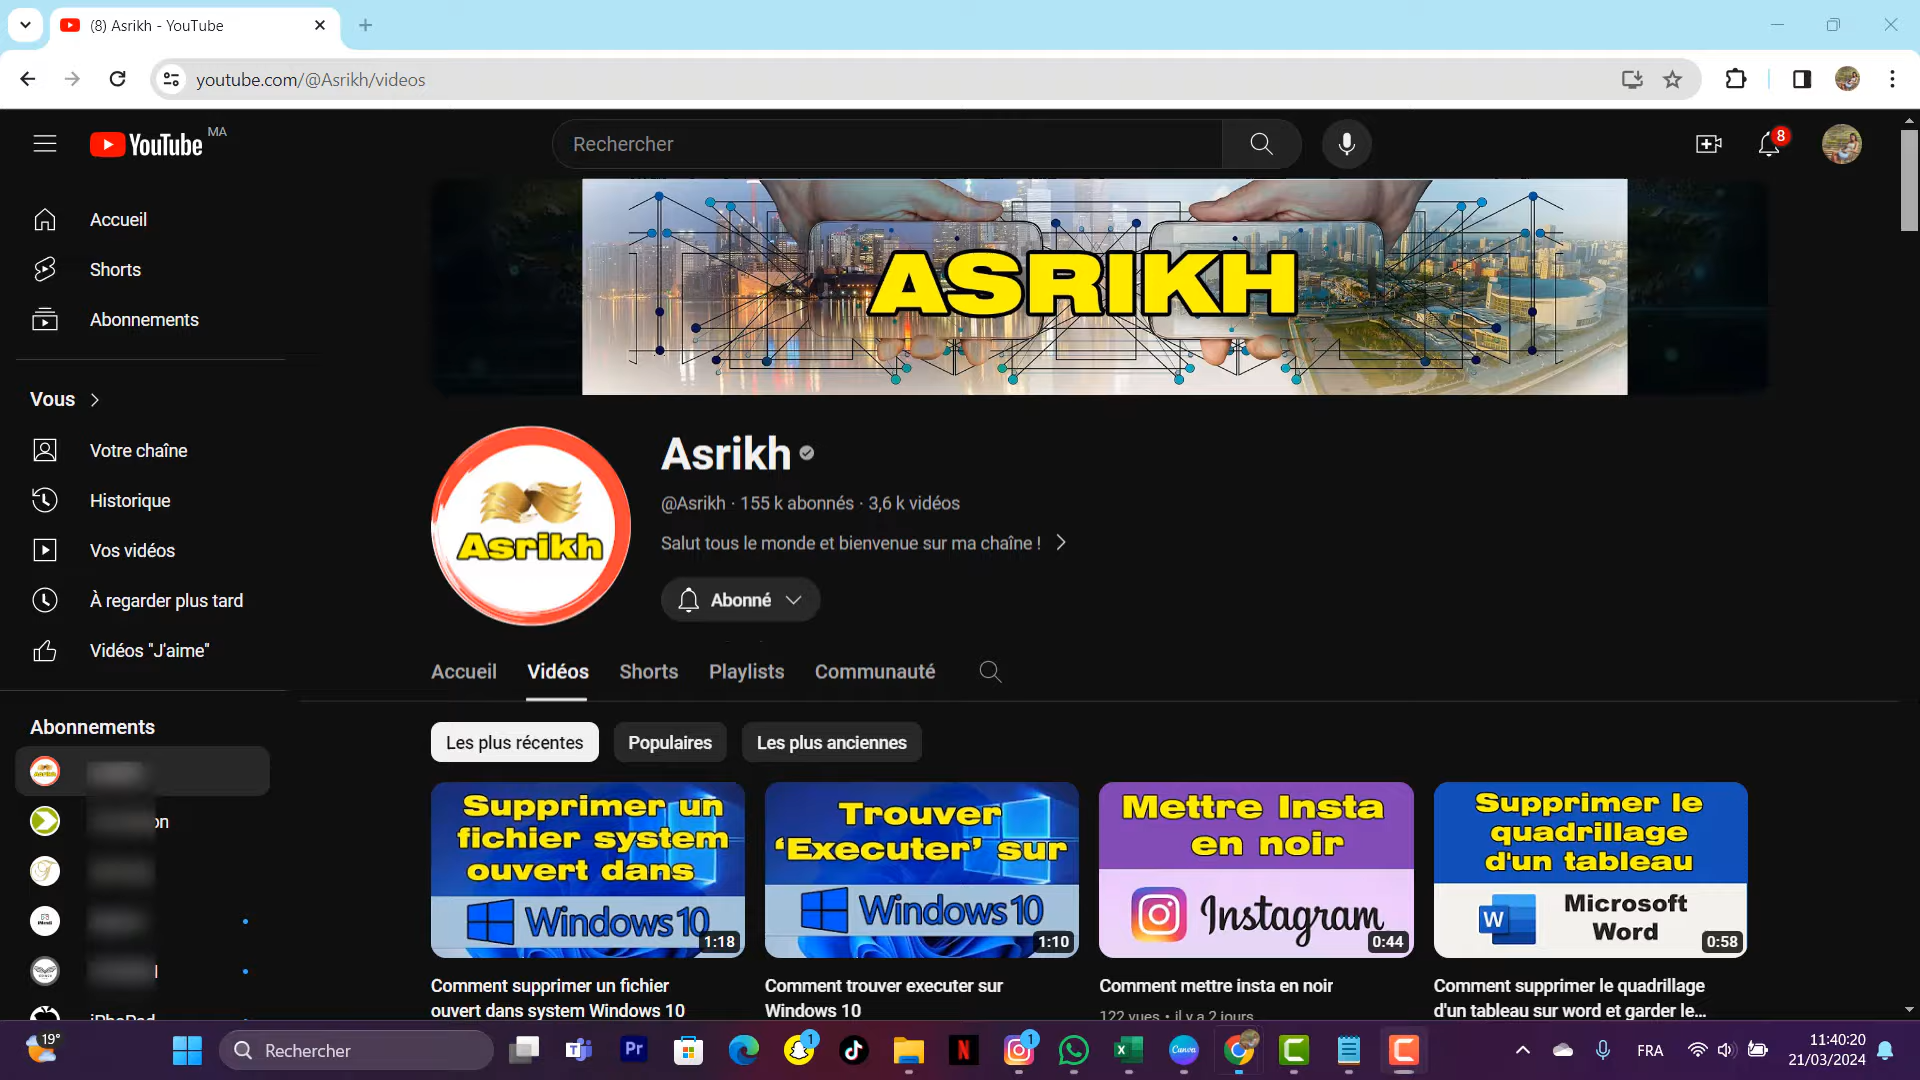 (8) Asrikh - YouTube
youtube.com/@Asrikh/videos
YouTube MA
Rechercher
8
Accueil
Shorts
Abonnements
Vous
Votre chaîne
Historique
Vos vidéos
À regarder plus tard
Vidéos "J'aime"
Abonnements
on
l
ASRIKH
Asrikh
Asrikh
@Asrikh · 155 k abonnés · 3,6 k vidéos
Salut tous le monde et bienvenue sur ma chaîne !
Abonné
Accueil Vidéos Shorts Playlists Communauté
Les plus récentes Populaires Les plus anciennes
Supprimer un
fichier system
ouvert dans
Windows 10
1:18
Comment supprimer un fichier
ouvert dans system Windows 10
Trouver
'Executer' sur
Windows 10
1:10
Comment trouver executer sur
Windows 10
Mettre Insta
en noir
Instagram
0:44
Comment mettre insta en noir
122 vues • il y a 2 jours
Supprimer le
quadrillage
d'un tableau
W
Microsoft
Word
0:58
Comment supprimer le quadrillage
d'un tableau sur word et garder le...
19°
Rechercher
Pr
1
N
1
Canva
FRA
11:40:20
21/03/2024